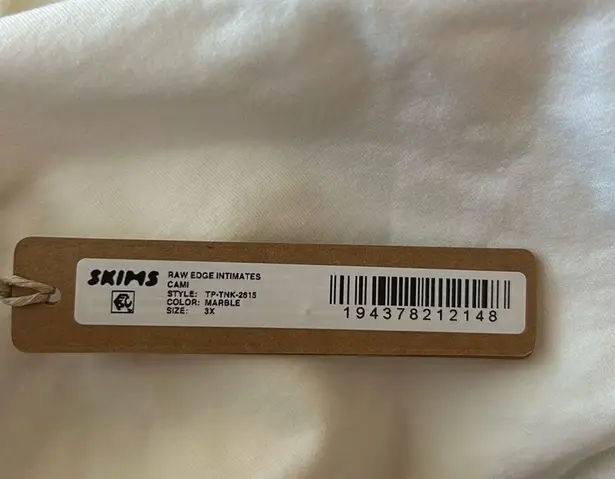 SKIMS
RAW EDGE INTIMATES
CAMI
STYLE: TP-TNK-2615
COLOR: MARBLE
SIZE: 3X
194378212148